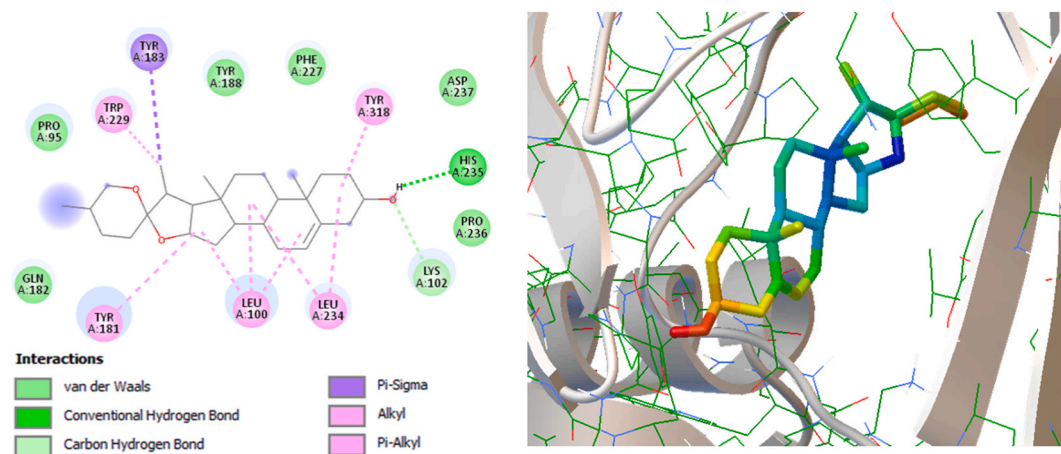 TYR
A:183
TYR
A:188
PHE
A:227
ASP
A:237
TRP
A:229
TYR
A:318
PRO
A:95
HIS
A:235
H
O
O
O
PRO
A:236
LYS
A:102
GLN
A:182
TYR
A:181
LEU
A:100
LEU
A:234
Interactions
van der Waals
Conventional Hydrogen Bond
Carbon Hydrogen Bond
Pi-Sigma
Alkyl
Pi-Alkyl